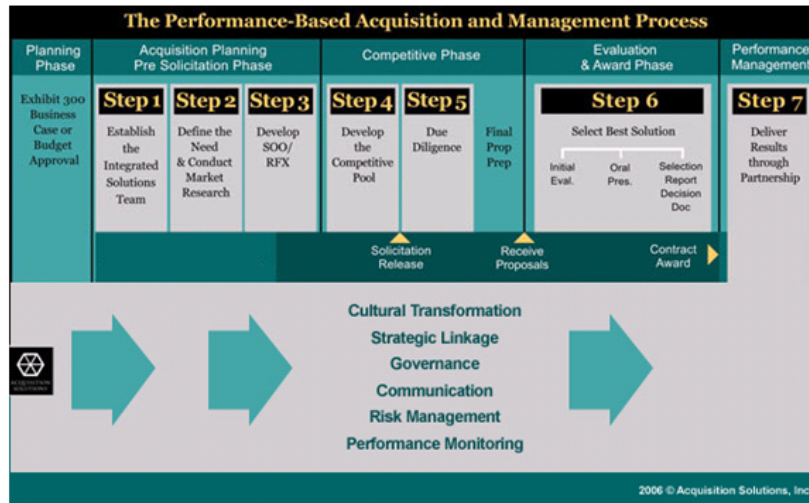 The Performance-Based Acquisition and Management Process
Planning
Phase
Acquisition Planning
Pre Solicitation Phase
Competitive Phase
Evaluation
& Award Phase
Performance
Management
Exhibit 300
Business
Case or
Budget
Approval
Step 1
Establish
the
Integrated
Solutions
Team
Step 2
Define the
Need
& Conduct
Market
Research
Step 3
Develop
SOO/
RFX
Step 4
Develop
the
Competitive
Pool
Step 5
Due
Diligence
Final
Prop
Prep
Step 6
Select Best Solution
Initial
Eval.
Oral
Pres.
Selection
Report
Decision
Doc
Step 7
Deliver
Results
through
Partnership
Solicitation
Release
Receive
Proposals
Contract
Award
Cultural Transformation
Strategic Linkage
Governance
Communication
Risk Management
Performance Monitoring
ACQUISITION
SOLUTIONS
2006 © Acquisition Solutions, Inc